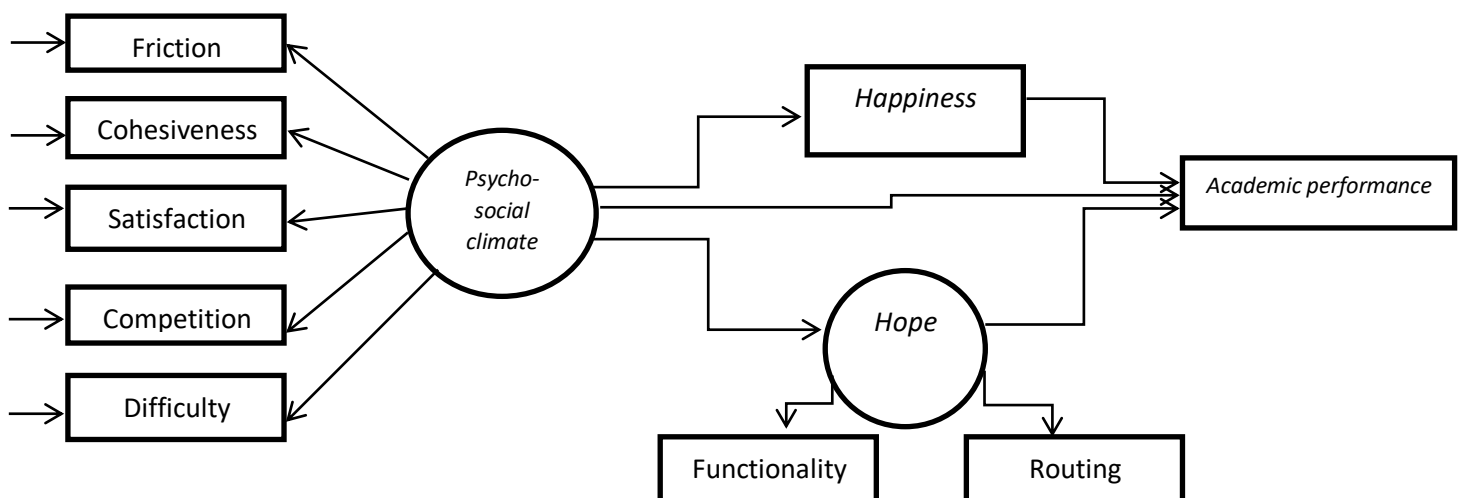 Friction
Cohesiveness
Satisfaction
Competition
Difficulty
Psycho-
social
climate
Happiness
Hope
Functionality
Routing
Academic performance